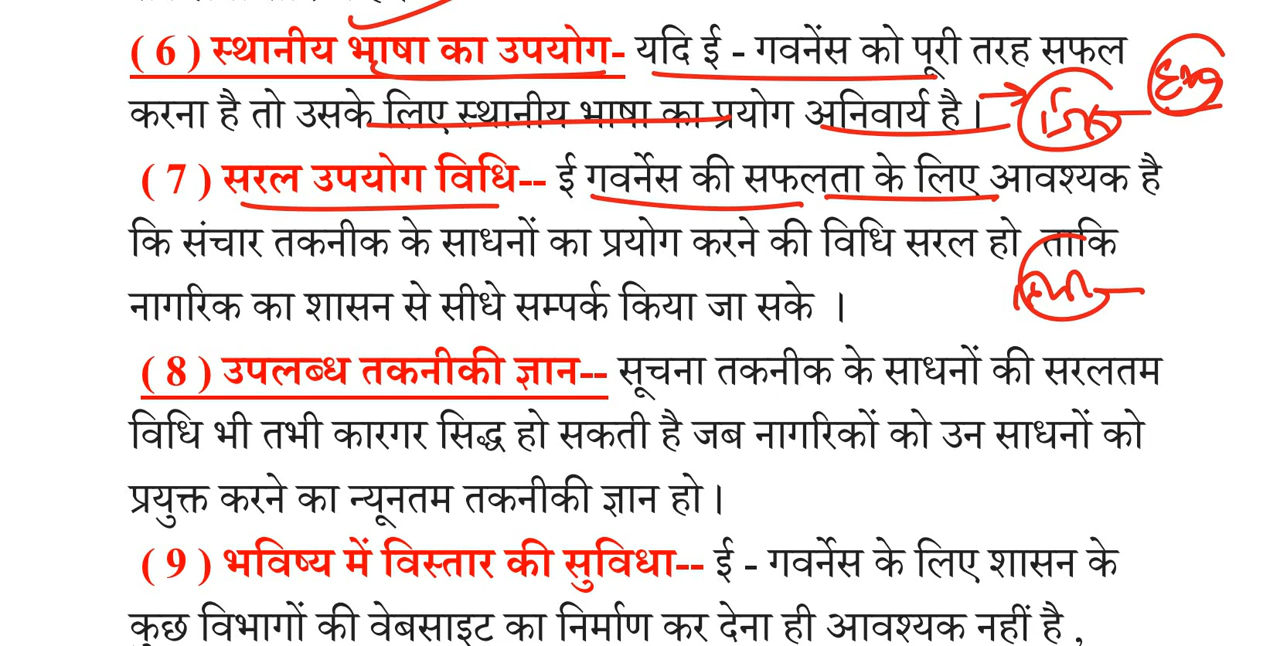 ( 6 ) स्थानीय भाषा का उपयोग- यदि ई - गवनेंस को पूरी तरह सफल
करना है तो उसके लिए स्थानीय भाषा का प्रयोग अनिवार्य है । Eng
( 7 ) सरल उपयोग विधि-- ई गवर्नेस की सफलता के लिए आवश्यक है
कि संचार तकनीक के साधनों का प्रयोग करने की विधि सरल हो ताकि
नागरिक का शासन से सीधे सम्पर्क किया जा सके ।
( 8 ) उपलब्ध तकनीकी ज्ञान-- सूचना तकनीक के साधनों की सरलतम
विधि भी तभी कारगर सिद्ध हो सकती है जब नागरिकों को उन साधनों को
प्रयुक्त करने का न्यूनतम तकनीकी ज्ञान हो ।
( 9 ) भविष्य में विस्तार की सुविधा-- ई - गवर्नेस के लिए शासन के
कुछ विभागों की वेबसाइट का निर्माण कर देना ही आवश्यक नहीं है ,